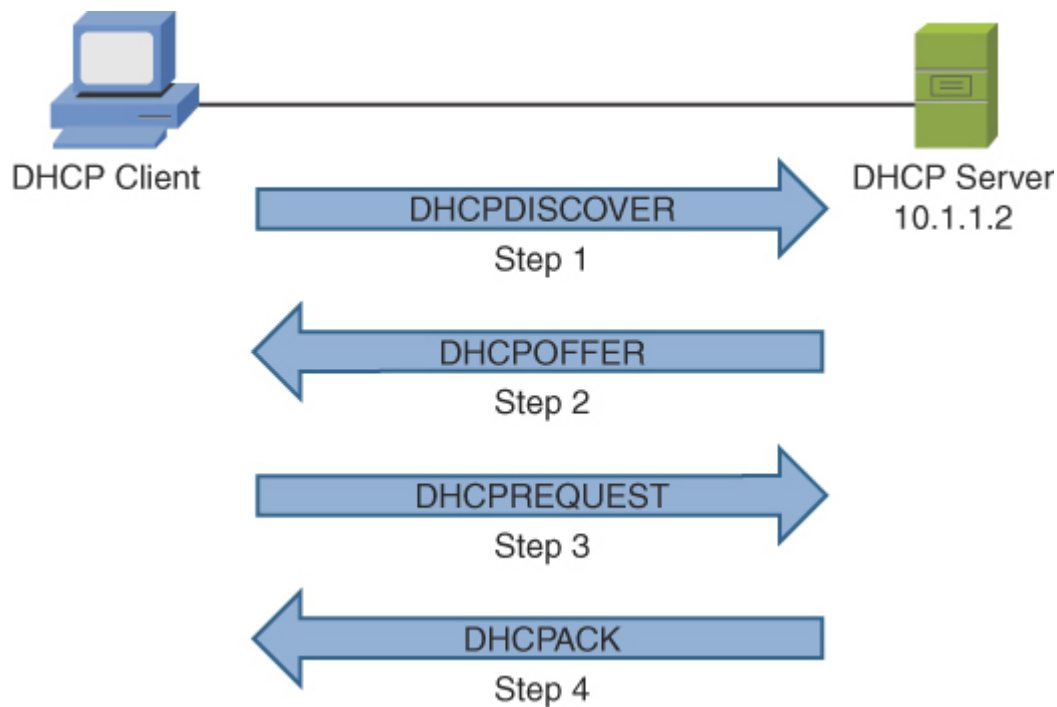 DHCP Client
DHCP Server
10.1.1.2
DHCPDISCOVER
Step 1
DHCPOFFER
Step 2
DHCPREQUEST
Step 3
DHCPACK
Step 4